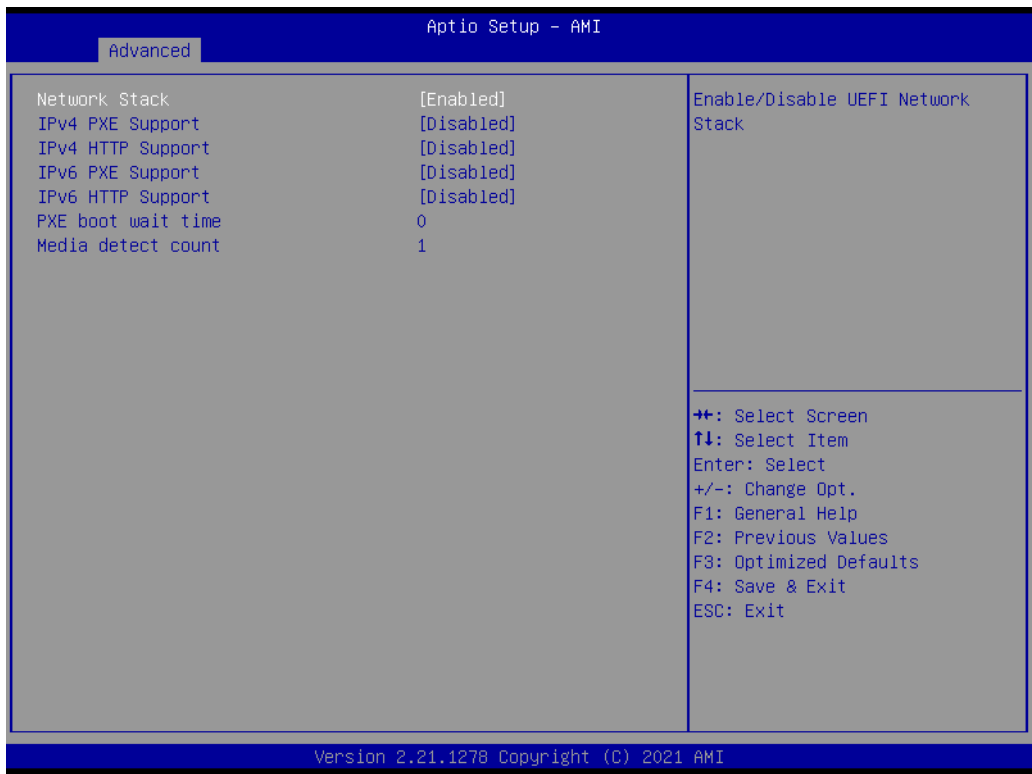 Aptio Setup – AMI
Advanced
Network Stack [Enabled]
IPv4 PXE Support [Disabled]
IPv4 HTTP Support [Disabled]
IPv6 PXE Support [Disabled]
IPv6 HTTP Support [Disabled]
PXE boot wait time 0
Media detect count 1
Enable/Disable UEFI Network
Stack
→←: Select Screen
↑↓: Select Item
Enter: Select
+/-: Change Opt.
F1: General Help
F2: Previous Values
F3: Optimized Defaults
F4: Save & Exit
ESC: Exit
Version 2.21.1278 Copyright (C) 2021 AMI